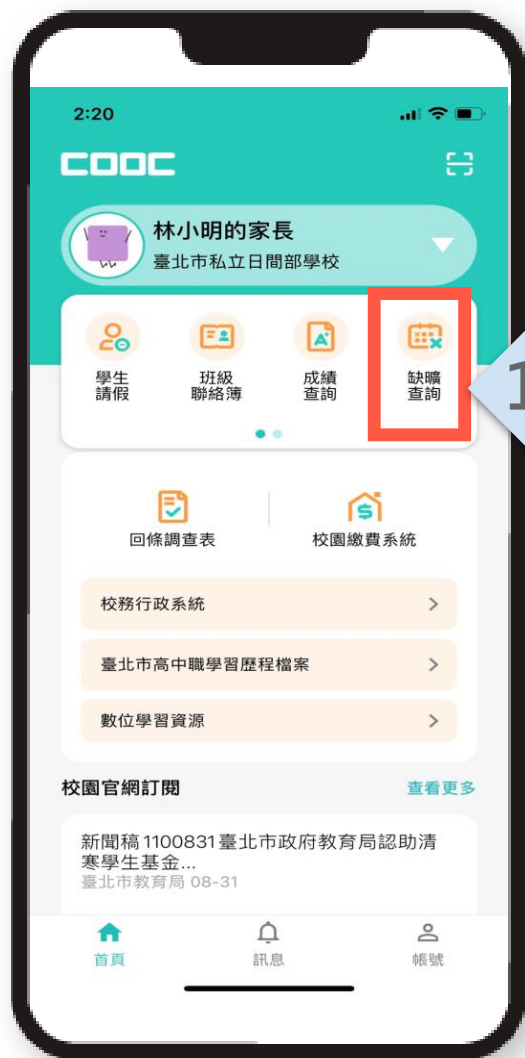 2:20
COOC
林小明的家長
臺北市私立日間部學校
學生
請假
班級
聯絡簿
成績
查詢
缺曠
查詢
1
回條調查表
校園繳費系統
校務行政系統
臺北市高中職學習歷程檔案
數位學習資源
校園官網訂閱
查看更多
新聞稿1100831臺北市政府教育局認助清
寒學生基金...
臺北市教育局 08-31
首頁
訊息
帳號